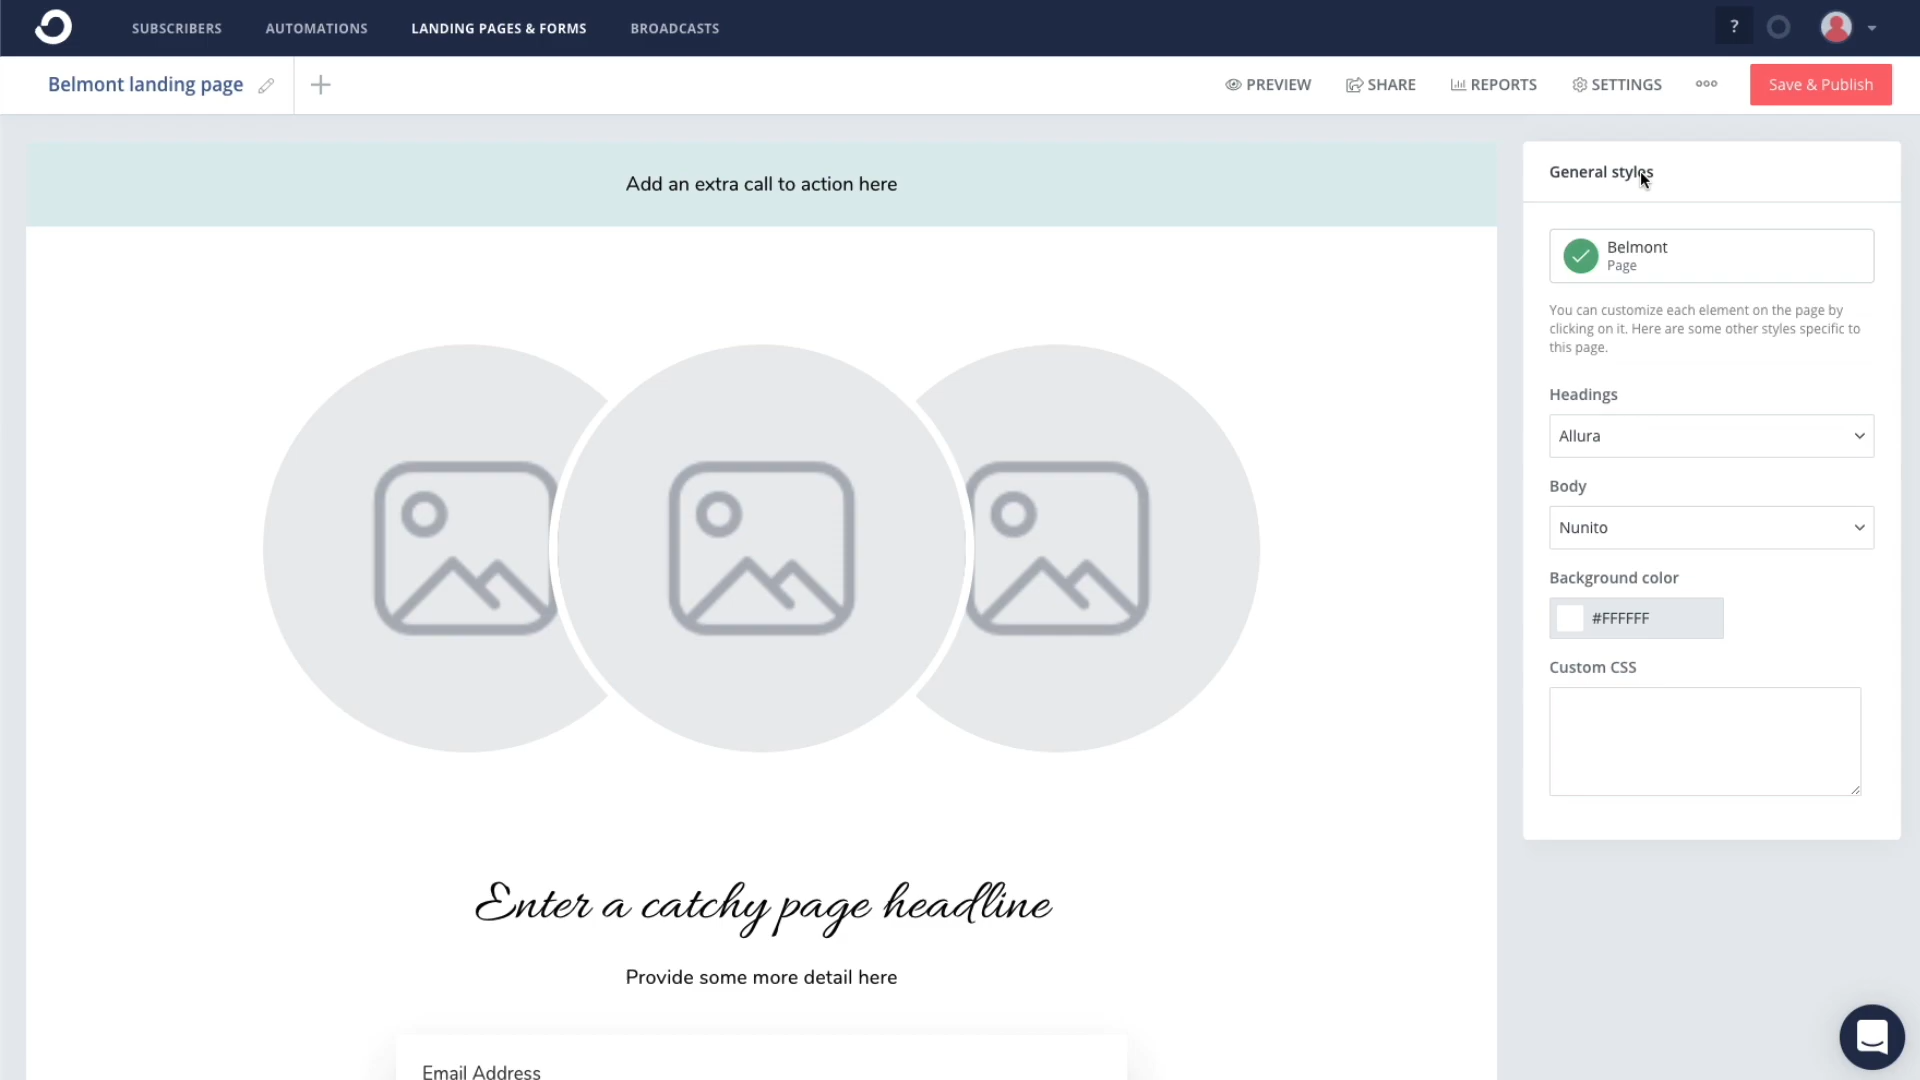 SUBSCRIBERS AUTOMATIONS LANDING PAGES & FORMS BROADCASTS ?
Belmont landing page + PREVIEW SHARE REPORTS SETTINGS Save & Publish
Add an extra call to action here
General styles
Belmont
Page
You can customize each element on the page by
clicking on it. Here are some other styles specific to
this page.
Headings
Allura
Body
Nunito
Background color
#FFFFFF
Custom CSS
Enter a catchy page headline
Provide some more detail here
Email Address